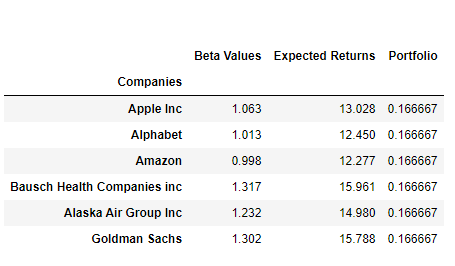 Beta Values Expected Returns Portfolio
Companies
Apple Inc 1.063 13.028 0.166667
Alphabet 1.013 12.450 0.166667
Amazon 0.998 12.277 0.166667
Bausch Health Companies inc 1.317 15.961 0.166667
Alaska Air Group Inc 1.232 14.980 0.166667
Goldman Sachs 1.302 15.788 0.166667